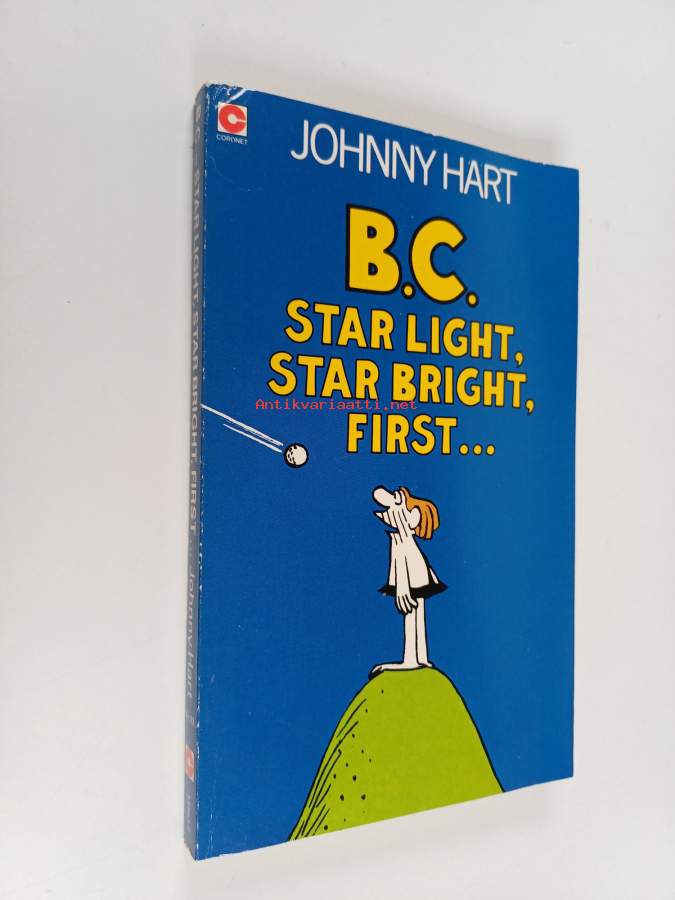 CORONET
JOHNNY HART
B.C.
STAR LIGHT,
STAR BRIGHT,
FIRST...
Antikvariaatti.net
B.C. STAR LIGHT, STAR BRIGHT, FIRST... Johnny Hart